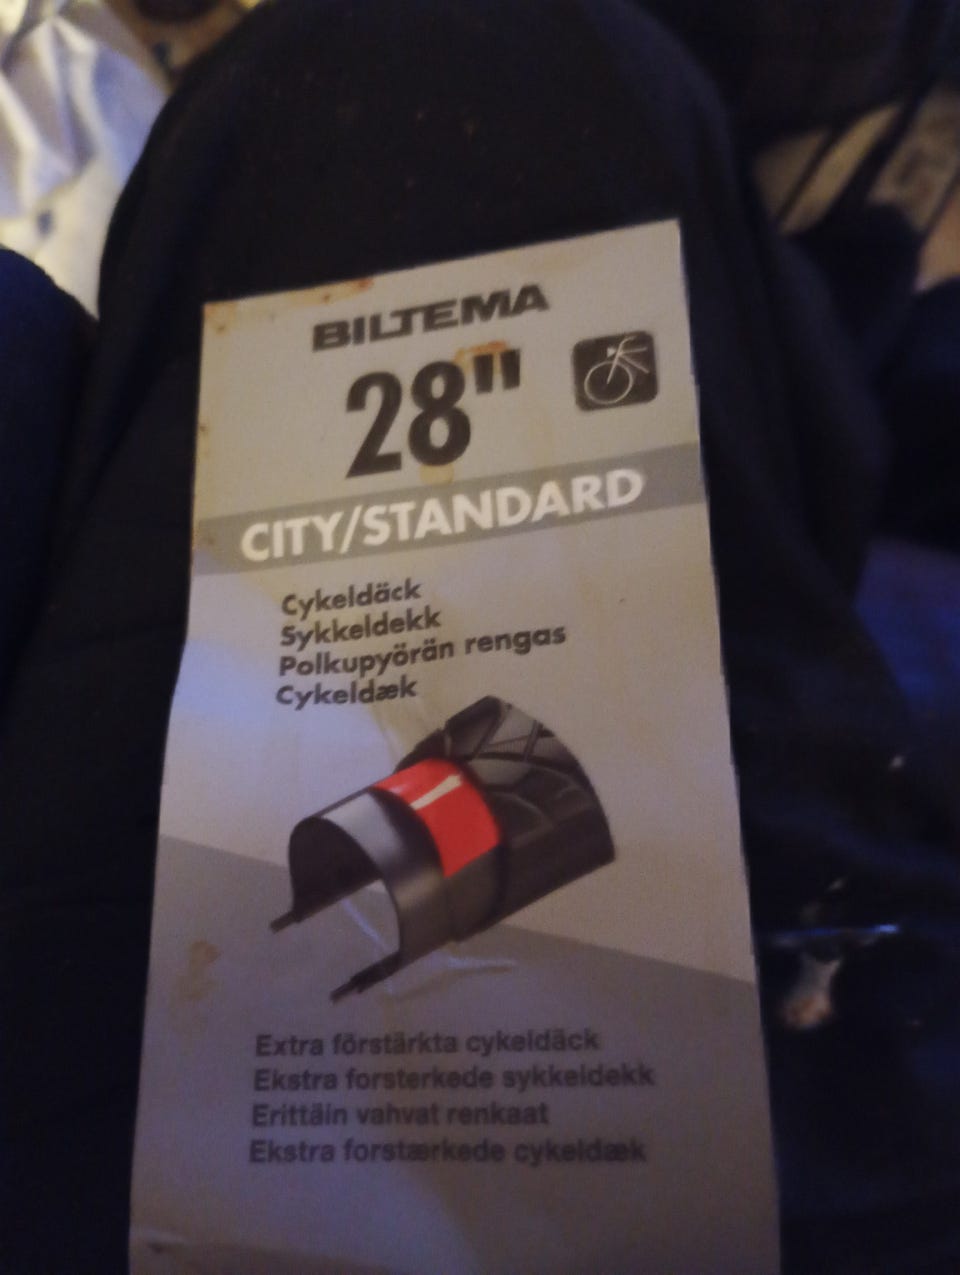 BILTEMA
28"
CITY/STANDARD
Cykeldäck
Sykkeldekk
Polkupyörän rengas
Cykeldæk
Extra förstärkta cykeldäck
Ekstra forsterkede sykkeldekk
Erittäin vahvat renkaat
Ekstra forstærkede cykeldæk